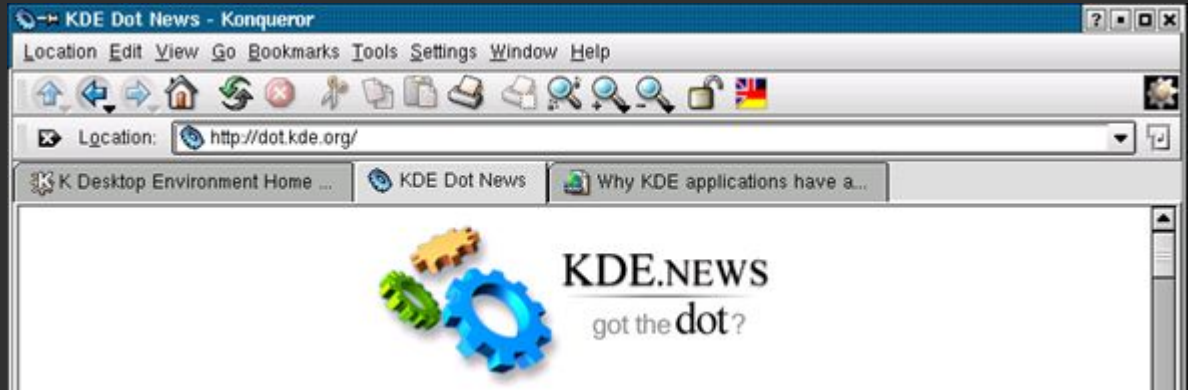 KDE Dot News - Konqueror
Location Edit View Go Bookmarks Tools Settings Window Help
Location: http://dot.kde.org/
K Desktop Environment Home ... KDE Dot News Why KDE applications have a...
KDE.NEWS
got the dot?